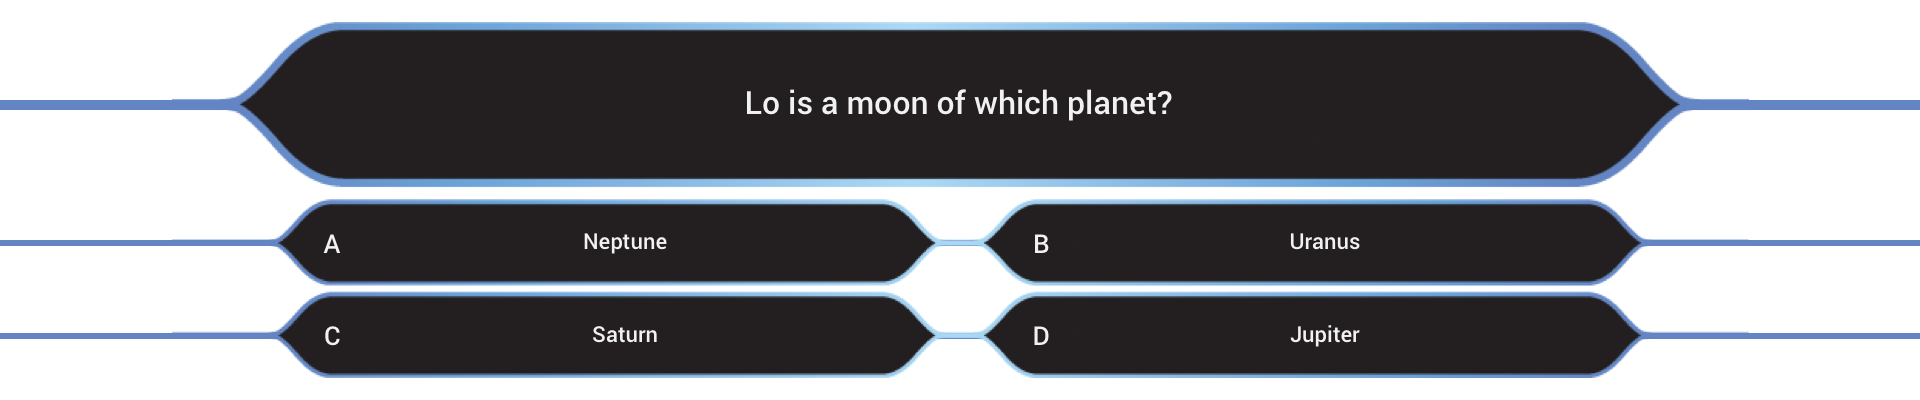 Lo is a moon of which planet?
A Neptune
B Uranus
C Saturn
D Jupiter